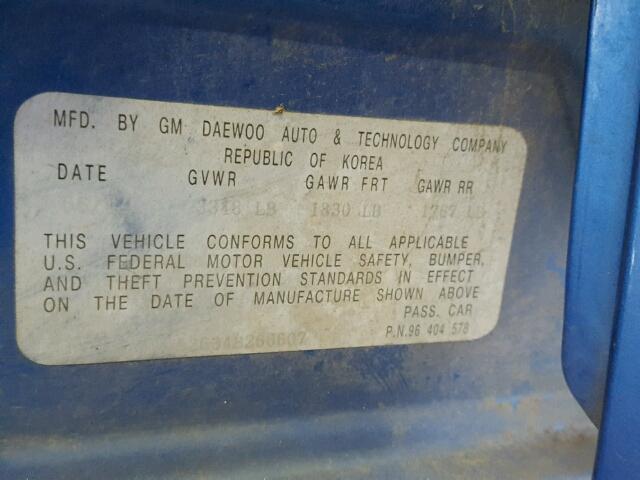 MFD. BY GM DAEWOO AUTO & TECHNOLOGY COMPANY
REPUBLIC OF KOREA
DATE GVWR GAWR FRT GAWR RR
3348 LB 1830 LB 1767 LB
THIS VEHICLE CONFORMS TO ALL APPLICABLE
U.S. FEDERAL MOTOR VEHICLE SAFETY, BUMPER,
AND THEFT PREVENTION STANDARDS IN EFFECT
ON THE DATE OF MANUFACTURE SHOWN ABOVE
PASS. CAR
P.N.96 404 578